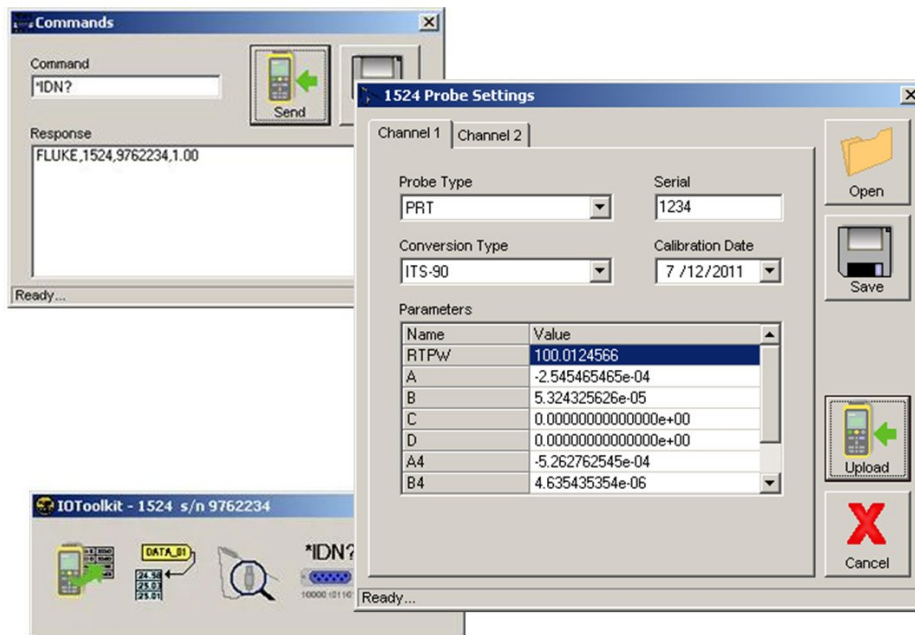 Commands
Command
*IDN?
Send
Response
FLUKE,1524,9762234,1.00
Ready...
1524 Probe Settings
Channel 1
Channel 2
Probe Type
PRT
Serial
1234
Conversion Type
ITS-90
Calibration Date
7 /12/2011
Parameters
Name Value
RTPW 100.0124566
A -2.545465465e-04
B 5.324325626e-05
C 0.00000000000000e+00
D 0.00000000000000e+00
A4 -5.262762545e-04
B4 4.635435354e-06
Open
Save
Upload
Cancel
Ready...
IOToolkit - 1524 s/n 9762234
DATA_01
24.58
25.03
25.01
*IDN?